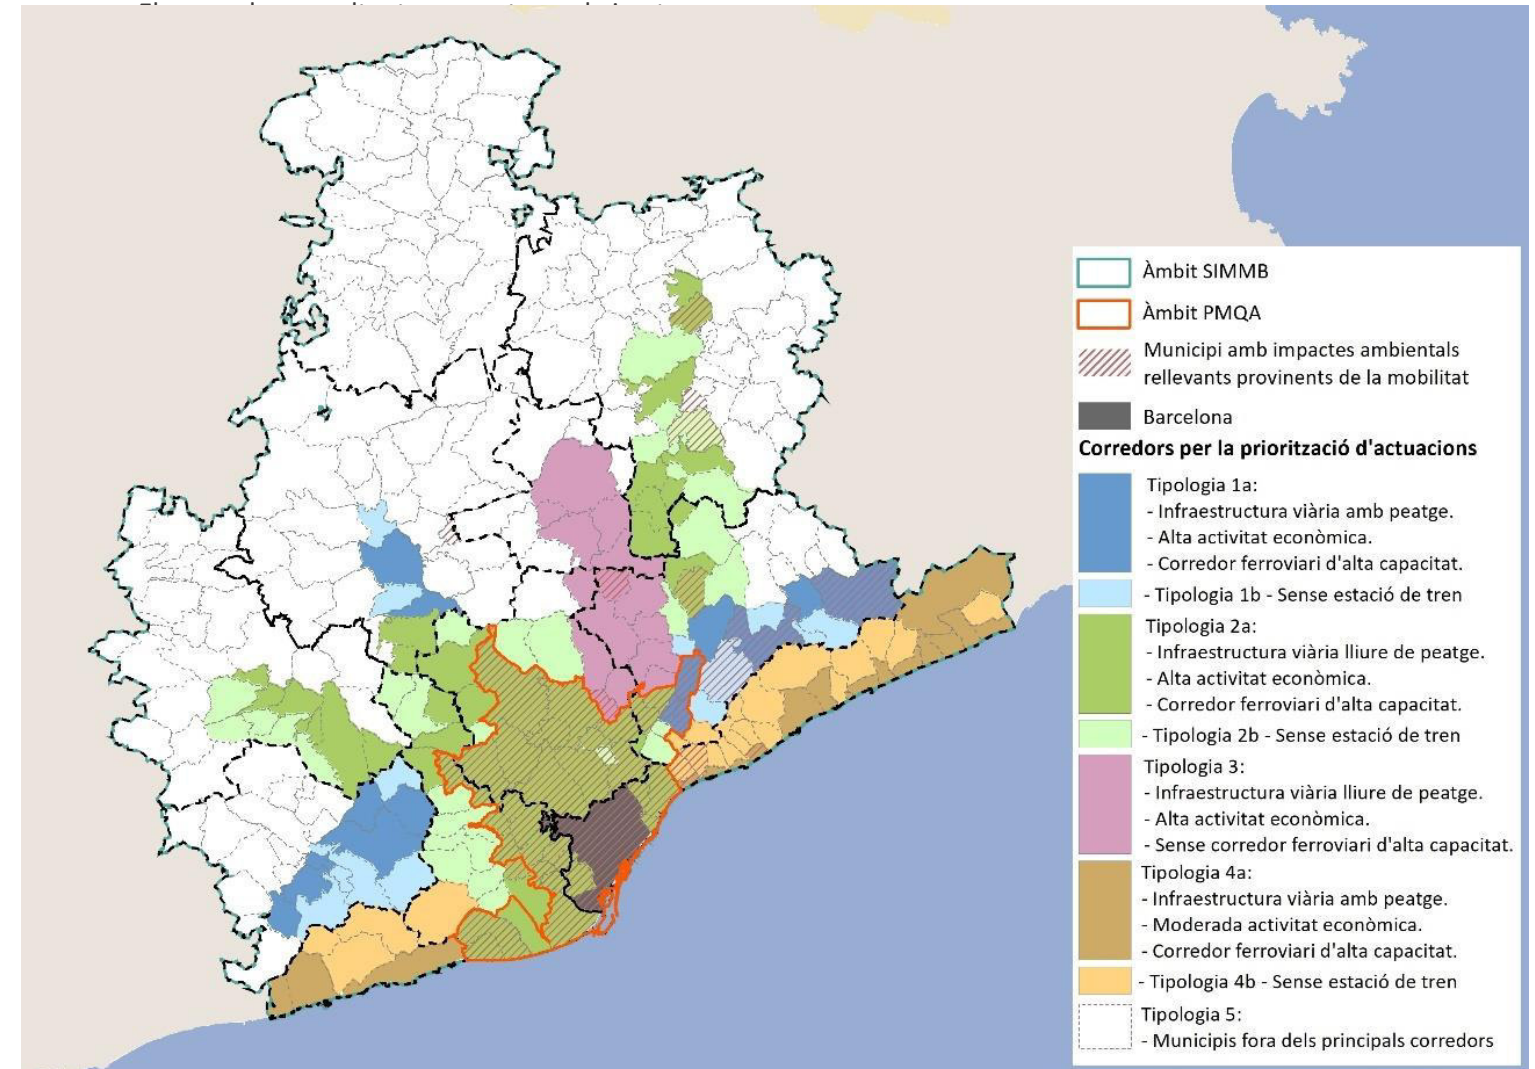 Àmbit SIMMB
Àmbit PMQA
Municipi amb impactes ambientals
rellevants provinents de la mobilitat
Barcelona
Corredors per la priorització d'actuacions
Tipologia 1a:
- Infraestructura viària amb peatge.
- Alta activitat econòmica.
- Corredor ferroviari d'alta capacitat.
- Tipologia 1b - Sense estació de tren
Tipologia 2a:
- Infraestructura viària lliure de peatge.
- Alta activitat econòmica.
- Corredor ferroviari d'alta capacitat.
- Tipologia 2b - Sense estació de tren
Tipologia 3:
- Infraestructura viària lliure de peatge.
- Alta activitat econòmica.
- Sense corredor ferroviari d'alta capacitat.
Tipologia 4a:
- Infraestructura viària amb peatge.
- Moderada activitat econòmica.
- Corredor ferroviari d'alta capacitat.
- Tipologia 4b - Sense estació de tren
Tipologia 5:
- Municipis fora dels principals corredors